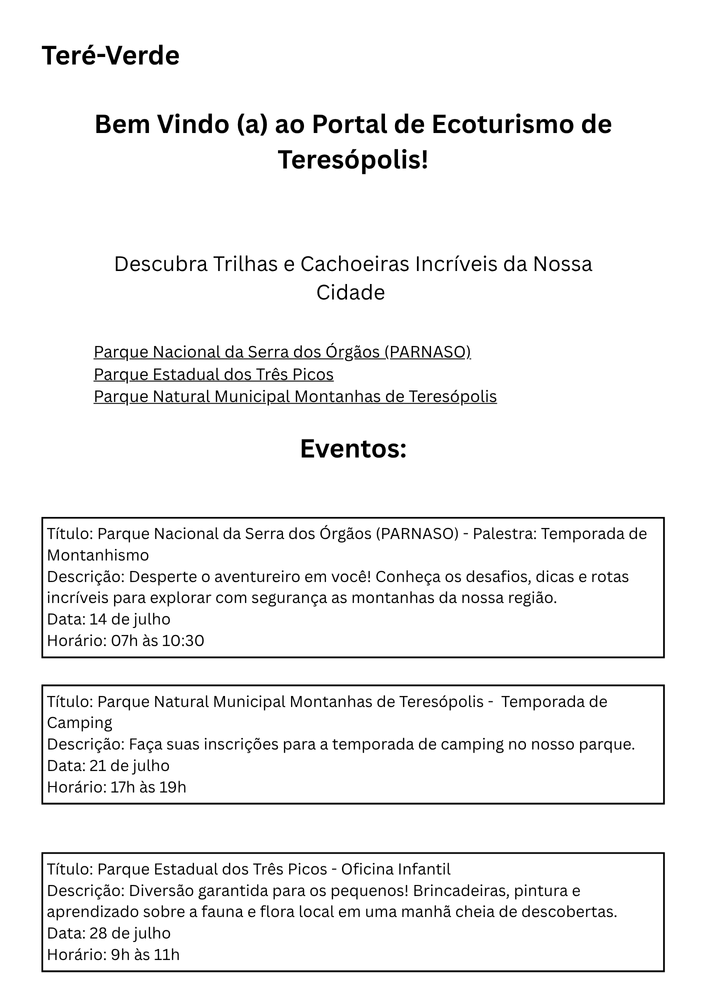 Teré-Verde
Bem Vindo (a) ao Portal de Ecoturismo de
Teresópolis!
Descubra Trilhas e Cachoeiras Incríveis da Nossa
Cidade
Parque Nacional da Serra dos Órgãos (PARNASO)
Parque Estadual dos Três Picos
Parque Natural Municipal Montanhas de Teresópolis
Eventos:
Título: Parque Nacional da Serra dos Órgãos (PARNASO) - Palestra: Temporada de
Montanhismo
Descrição: Desperte o aventureiro em você! Conheça os desafios, dicas e rotas
incríveis para explorar com segurança as montanhas da nossa região.
Data: 14 de julho
Horário: 07h às 10:30
Título: Parque Natural Municipal Montanhas de Teresópolis -  Temporada de
Camping
Descrição: Faça suas inscrições para a temporada de camping no nosso parque.
Data: 21 de julho
Horário: 17h às 19h
Título: Parque Estadual dos Três Picos - Oficina Infantil
Descrição: Diversão garantida para os pequenos! Brincadeiras, pintura e
aprendizado sobre a fauna e flora local em uma manhã cheia de descobertas.
Data: 28 de julho
Horário: 9h às 11h